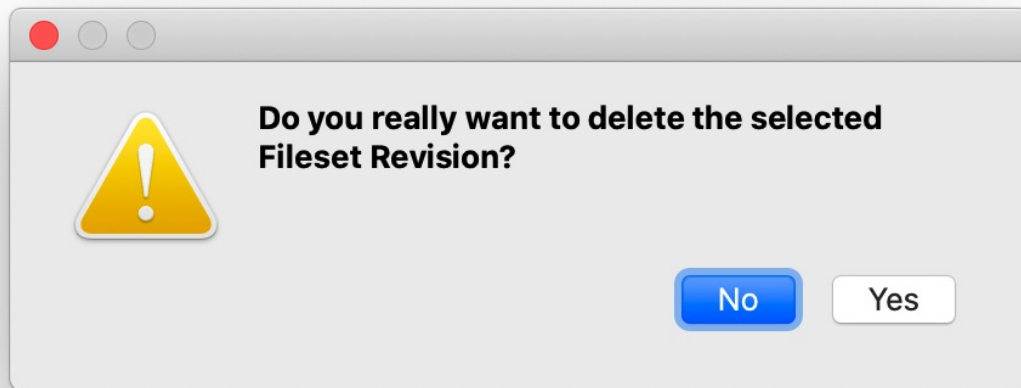 Do you really want to delete the selected
Fileset Revision?
No
Yes